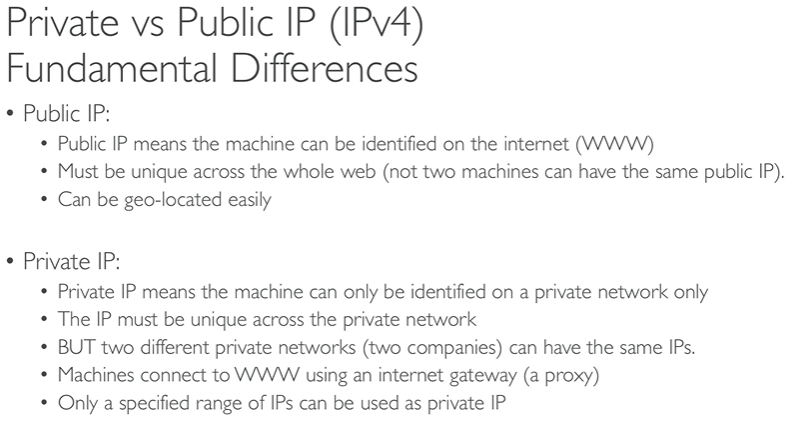 Private vs Public IP (IPv4)
Fundamental Differences
• Public IP:
• Public IP means the machine can be identified on the internet (WWW)
• Must be unique across the whole web (not two machines can have the same public IP).
• Can be geo-located easily
• Private IP:
• Private IP means the machine can only be identified on a private network only
• The IP must be unique across the private network
• BUT two different private networks (two companies) can have the same IPs.
• Machines connect to WWW using an internet gateway (a proxy)
• Only a specified range of IPs can be used as private IP